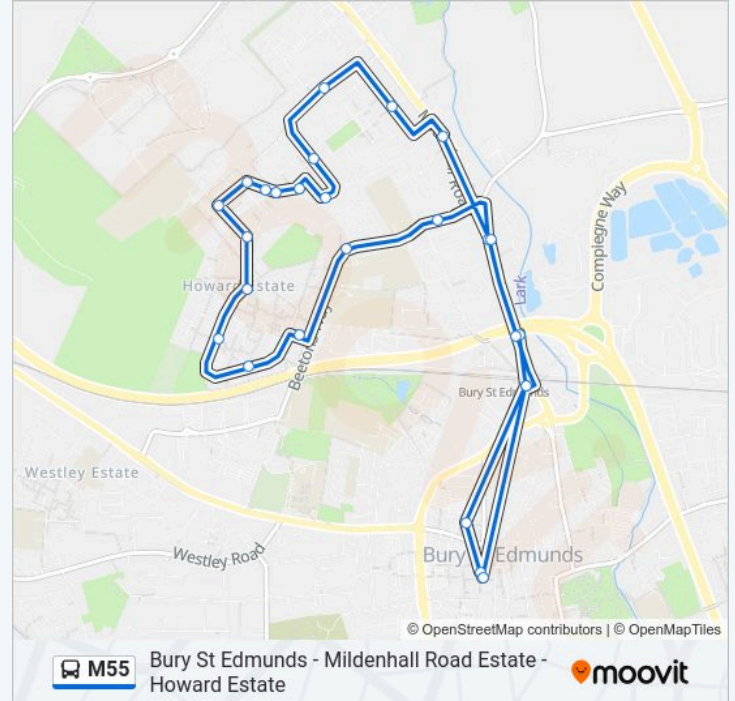 Compiegne Way
Lark
Howard Estate
Bury St Edmunds
Westley Estate
Westley Road
Bury St Edmunds
© OpenStreetMap contributors | © OpenMapTiles
M55
Bury St Edmunds - Mildenhall Road Estate -
Howard Estate
moovit